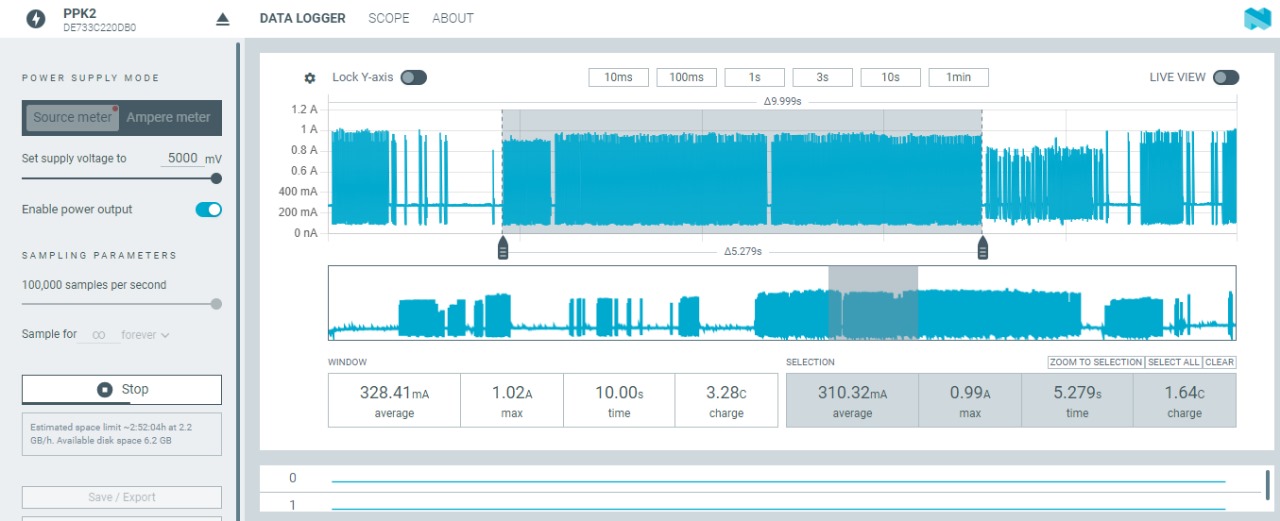 PPK2
DE733C220DB0
DATA LOGGER
SCOPE
ABOUT
POWER SUPPLY MODE
Source meter
Ampere meter
Set supply voltage to 5000 mV
Enable power output
SAMPLING PARAMETERS
100,000 samples per second
Sample for ∞ forever
Stop
Estimated space limit ~2:52:04h at 2.2
GB/h. Available disk space 6.2 GB
Save / Export
Lock Y-axis
10ms
100ms
1s
3s
10s
1min
LIVE VIEW
Δ9.999s
1.2 A
1 A
0.8 A
0.6 A
400 mA
200 mA
0 nA
Δ5.279s
WINDOW
328.41mA
average
1.02A
max
10.00s
time
3.28C
charge
SELECTION
ZOOM TO SELECTION
SELECT ALL
CLEAR
310.32mA
average
0.99A
max
5.279s
time
1.64C
charge
0
1